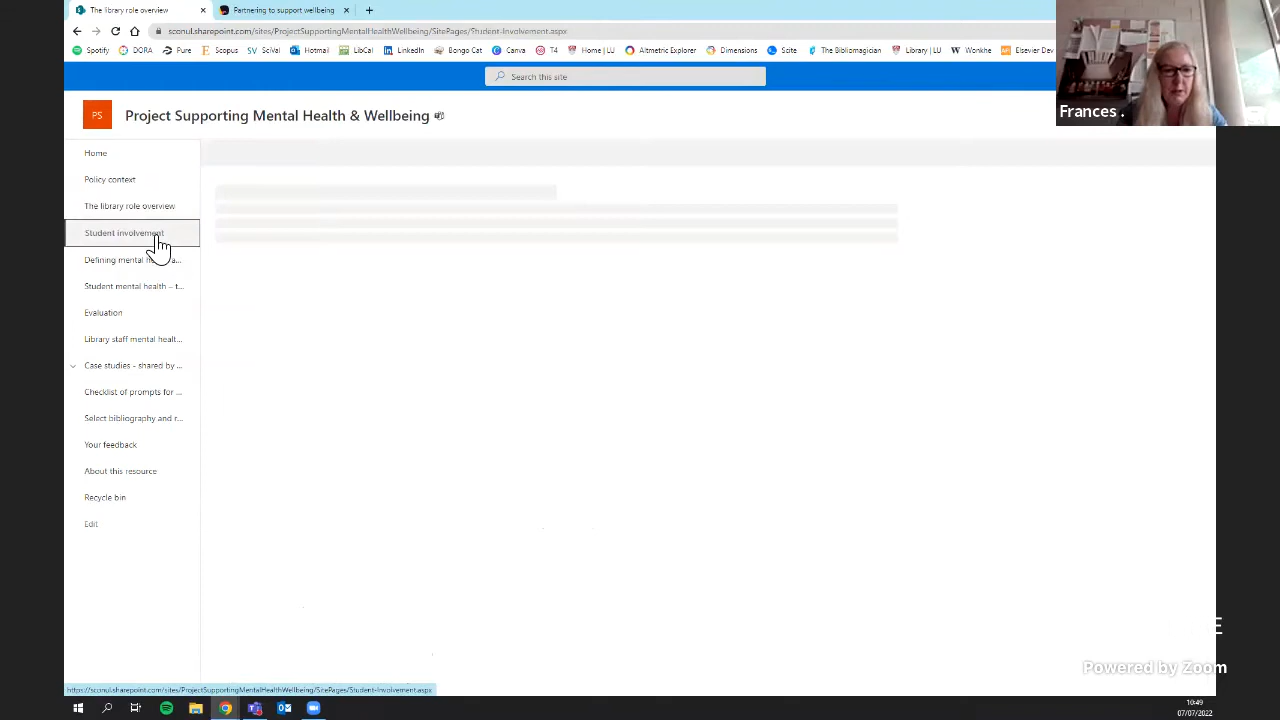 The library role overview
Partnering to support wellbeing
sconul.sharepoint.com/sites/ProjectSupportingMentalHealthWellbeing/SitePages/Student-Involvement.aspx
Spotify DORA Pure Scopus SciVal Hotmail LibCal LinkedIn Bongo Cat Canva T4 Home | LU Altmetric Explorer Dimensions Scite The Bibliomagician Library | LU Wonkhe Elsevier Dev
Search this site
PS Project Supporting Mental Health & Wellbeing
Frances .
Home
Policy context
The library role overview
Student involvement
Defining mental a...
Student mental health – t...
Evaluation
Library staff mental healt...
Case studies - shared by ...
Checklist of prompts for ...
Select bibliography and r...
Your feedback
About this resource
Recycle bin
Edit
E
Powered by Zoom
https://sconul.sharepoint.com/sites/ProjectSupportingMentalHealthWellbeing/SitePages/Student-Involvement.aspx
10:49
07/07/2022